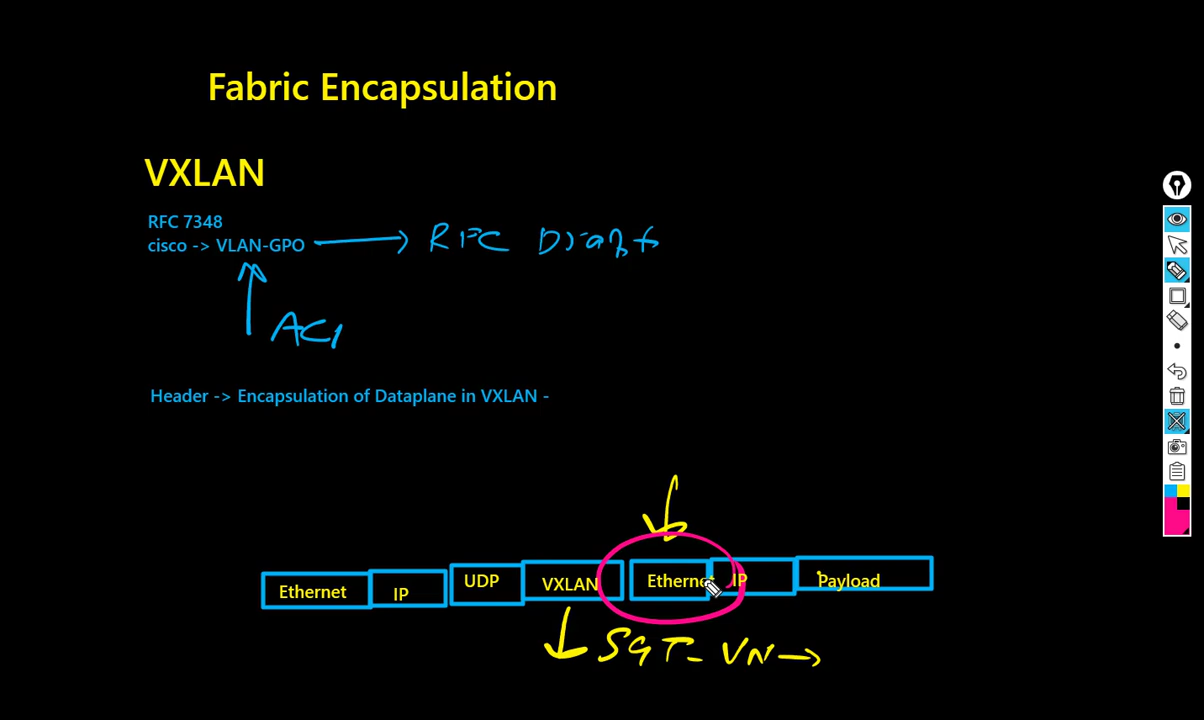 Fabric Encapsulation
VXLAN
RFC 7348
cisco -> VLAN-GPO → RFC Draft
ACI
Header -> Encapsulation of Dataplane in VXLAN -
Ethernet IP UDP VXLAN Ethernet IP Payload
SGT- VN →